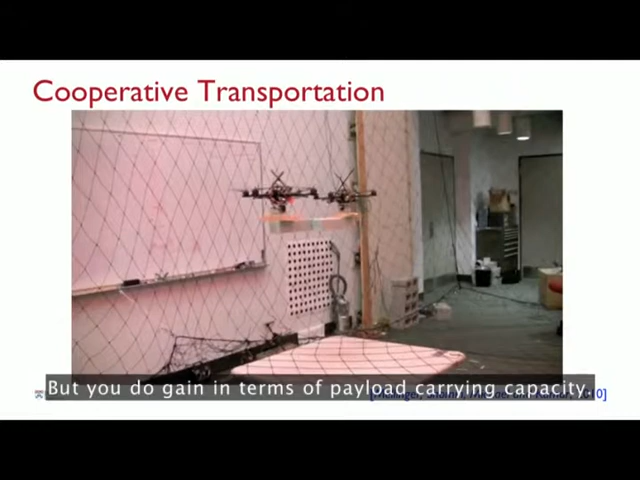 Cooperative Transportation
But you do gain in terms of payload carrying capacity.